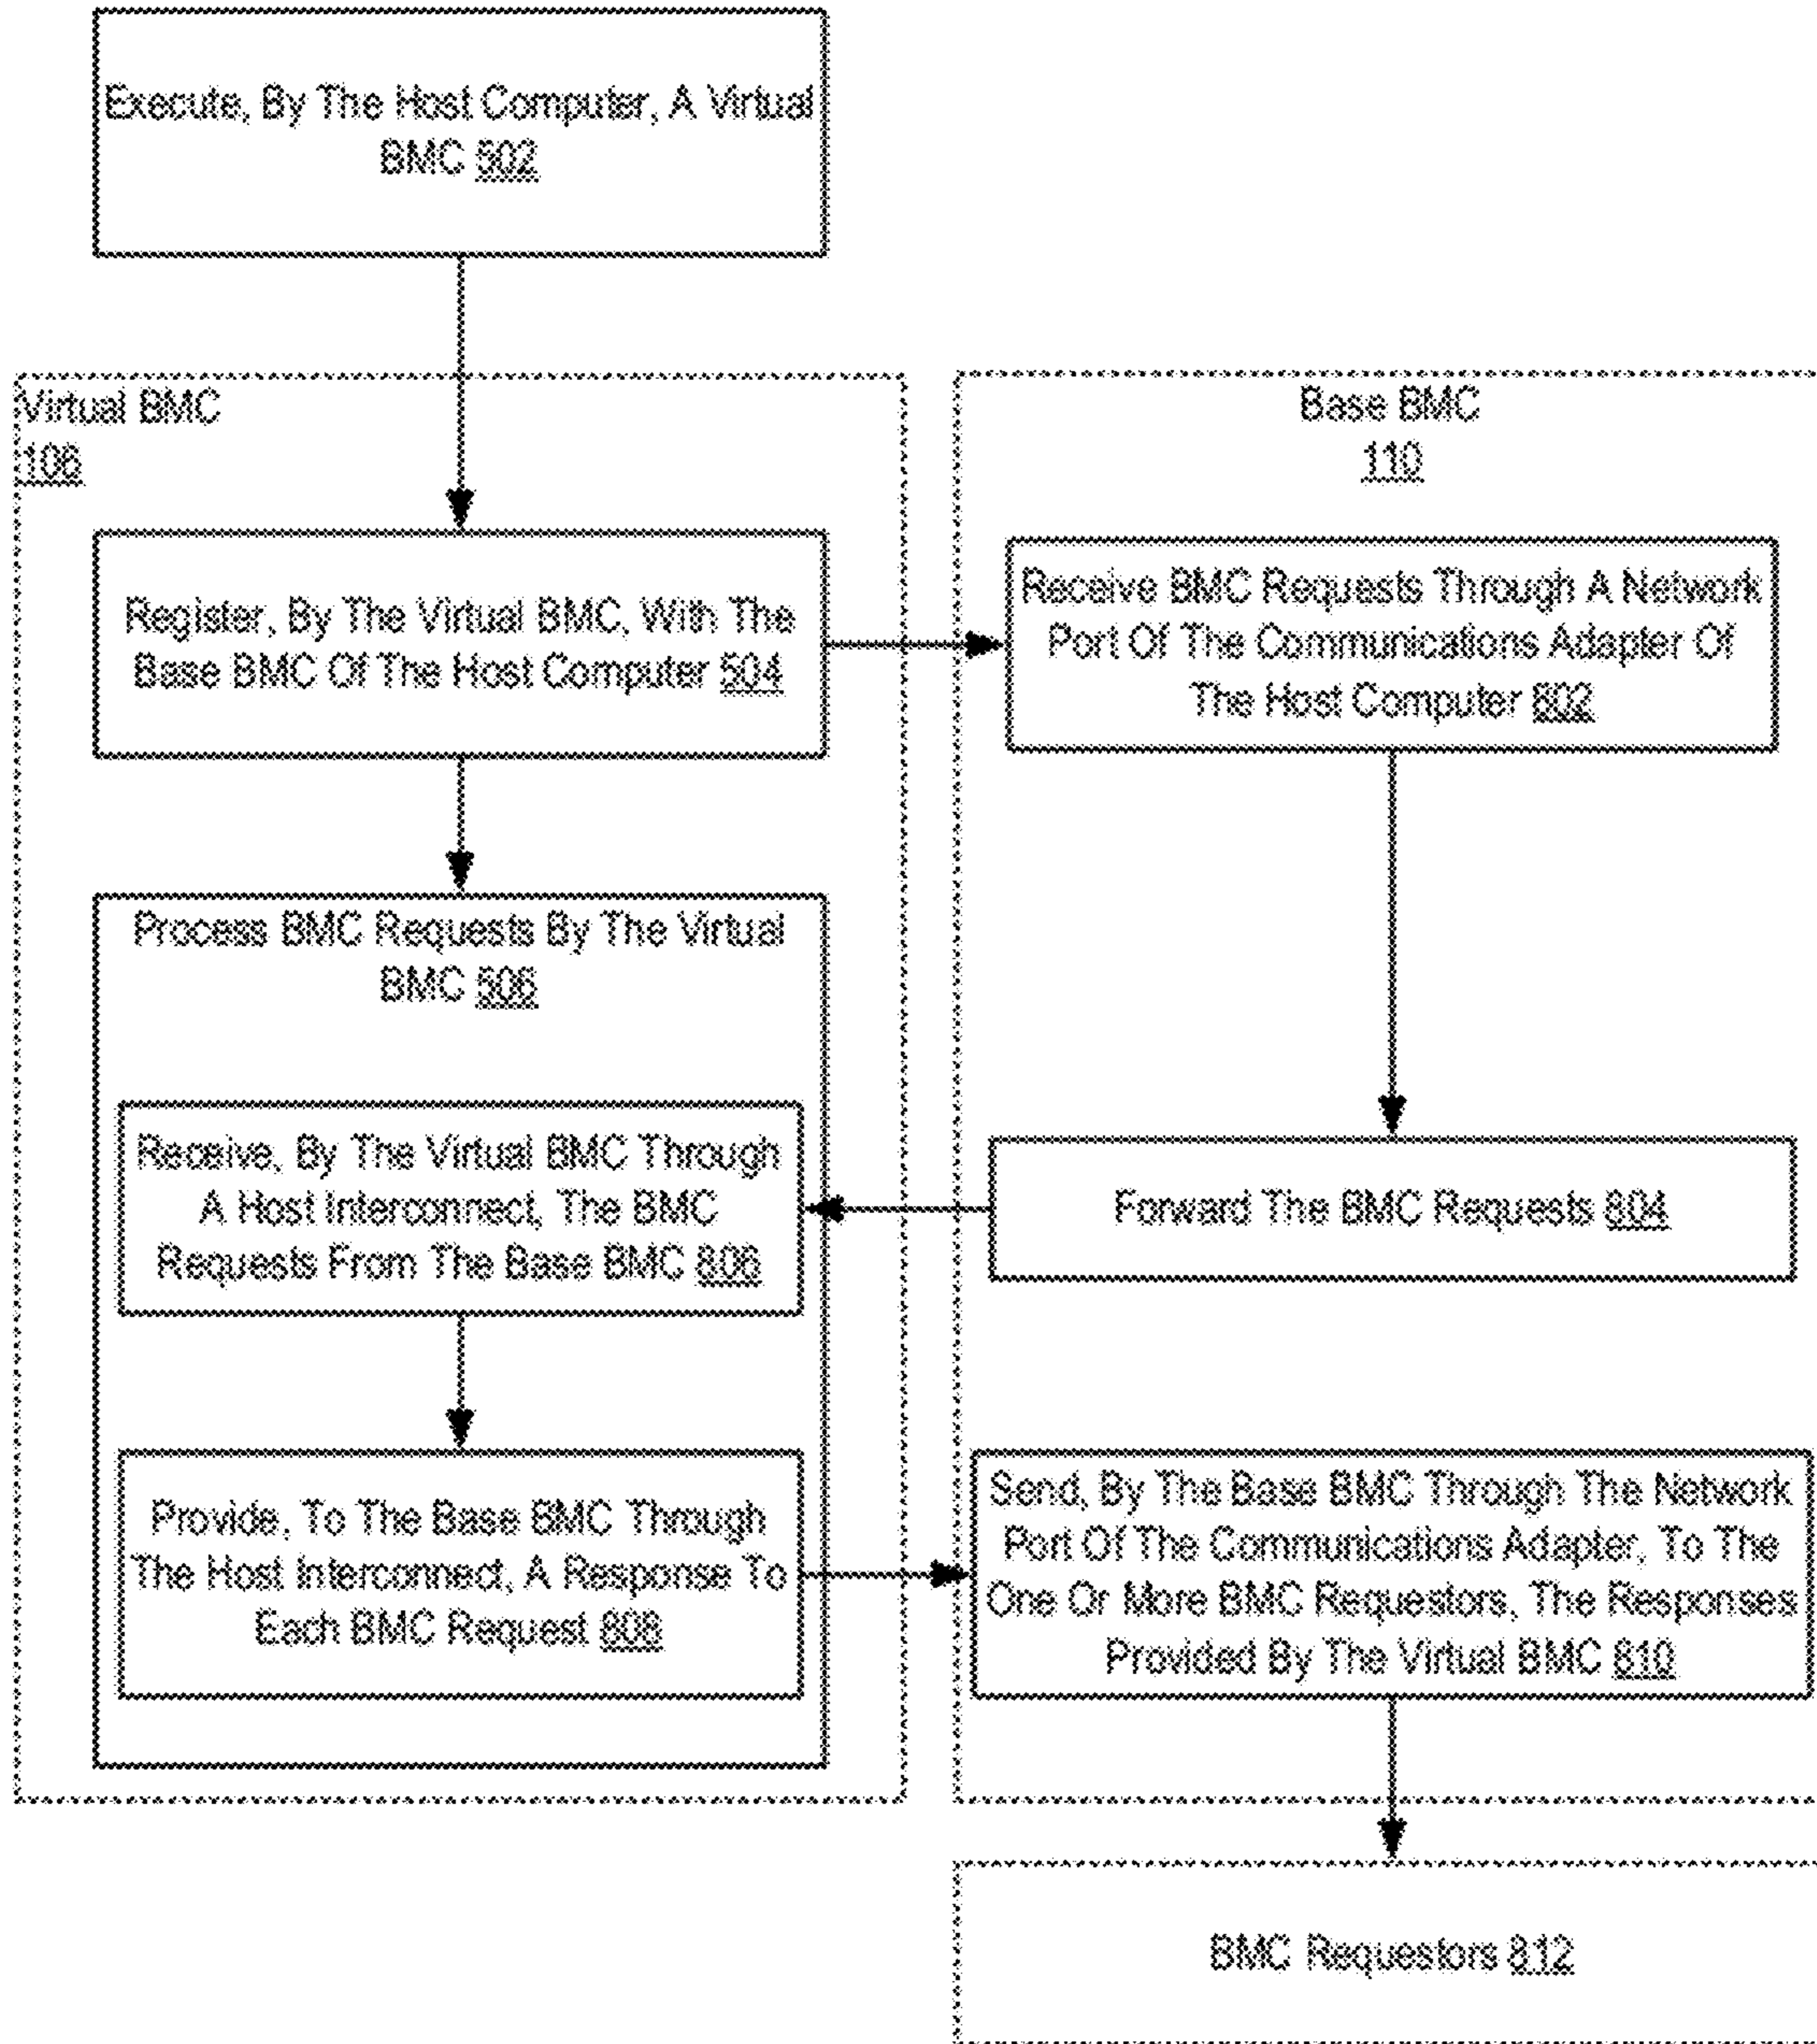 Execute, By The Host Computer, A Virtual
BMC 502
Virtual BMC
106
Base BMC
110
Register, By The Virtual BMC, With The
Base BMC Of The Host Computer 504
Receive BMC Requests Through A Network
Port Of The Communications Adapter Of
The Host Computer 802
Process BMC Requests By The Virtual
BMC 506
Receive, By The Virtual BMC Through
A Host Interconnect, The BMC
Requests From The Base BMC 806
Forward The BMC Requests 804
Provide, To The Base BMC Through
The Host Interconnect, A Response To
Each BMC Request 808
Send, By The Base BMC Through The Network
Port Of The Communications Adapter, To The
One Or More BMC Requestors, The Responses
Provided By The Virtual BMC 810
BMC Requestors 812